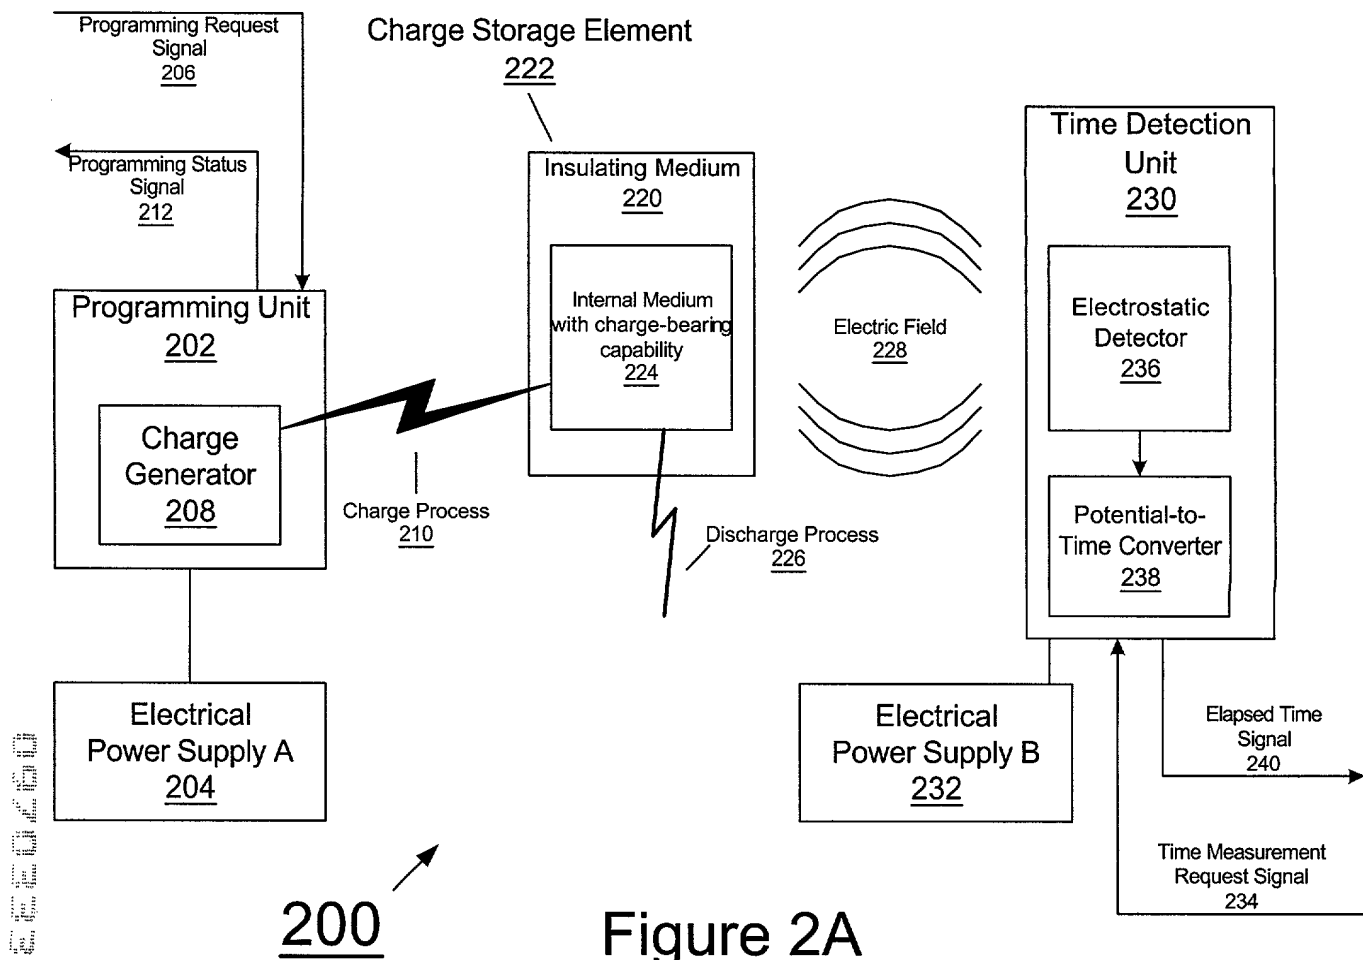 Programming Request
Signal
206
Programming Status
Signal
212
Programming Unit
202
Charge
Generator
208
Electrical
Power Supply A
204
Charge Process
210
Charge Storage Element
222
Insulating Medium
220
Internal Medium
with charge-bearing
capability
224
Discharge Process
226
Electric Field
228
Time Detection
Unit
230
Electrostatic
Detector
236
Potential-to-
Time Converter
238
Electrical
Power Supply B
232
Elapsed Time
Signal
240
Time Measurement
Request Signal
234
200
Figure 2A